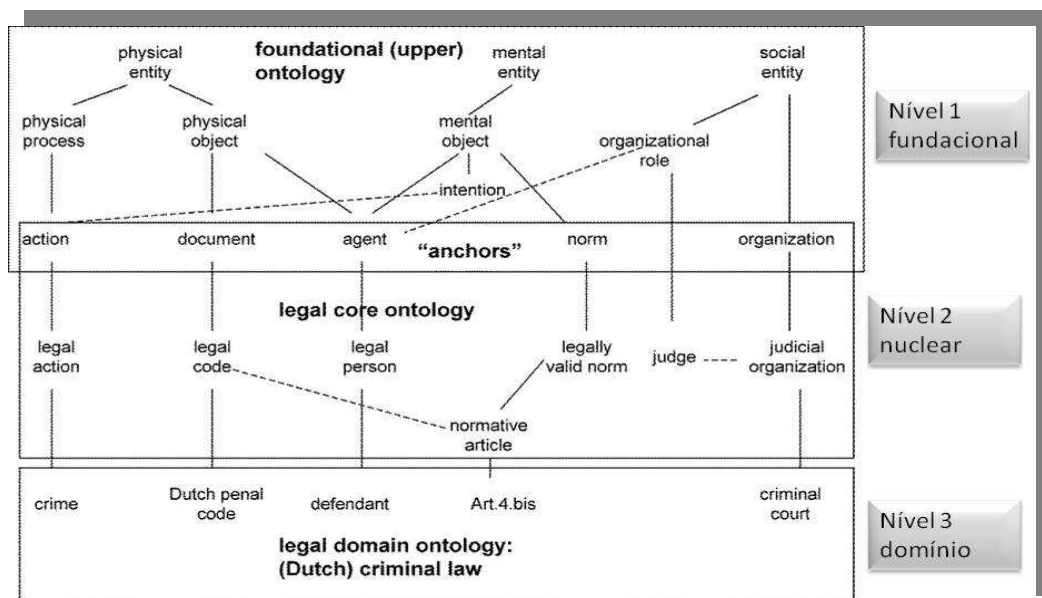 foundational (upper)
ontology
physical
entity
mental
entity
social
entity
physical
process
physical
object
mental
object
organizational
role
intention
Nível 1
fundacional
action
document
agent
"anchors"
norm
organization
legal core ontology
legal
action
legal
code
legal
person
legally
valid norm
judge
judicial
organization
normative
article
Nível 2
nuclear
crime
Dutch penal
code
defendant
Art.4.bis
criminal
court
legal domain ontology:
(Dutch) criminal law
Nível 3
domínio